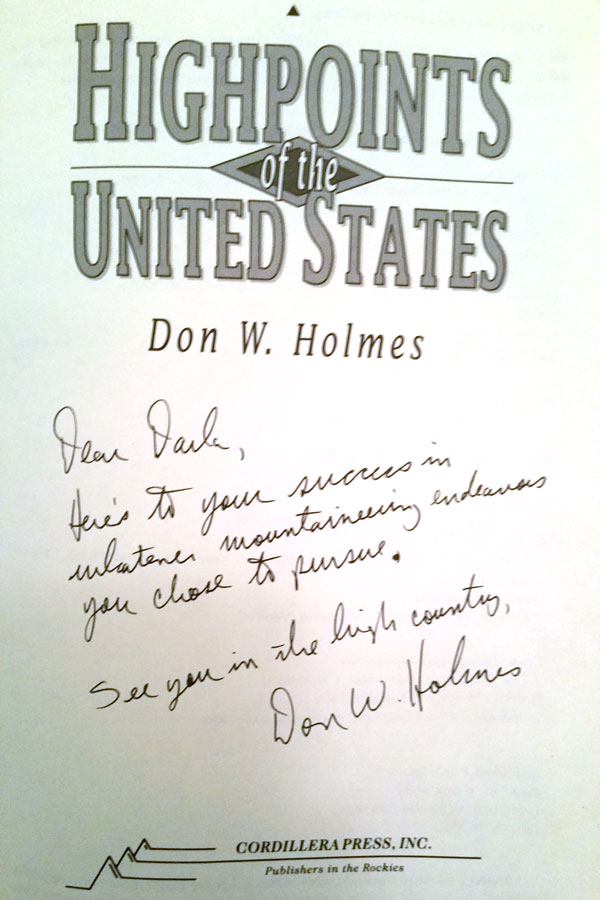 HIGHPOINTS
of the
UNITED STATES
Don W. Holmes
Dear Darla,
Here's to your success in
whatever mountaineering endeavors
you chose to pursue.
See you in the high country,
Don W. Holmes
CORDILLERA PRESS, INC.
Publishers in the Rockies